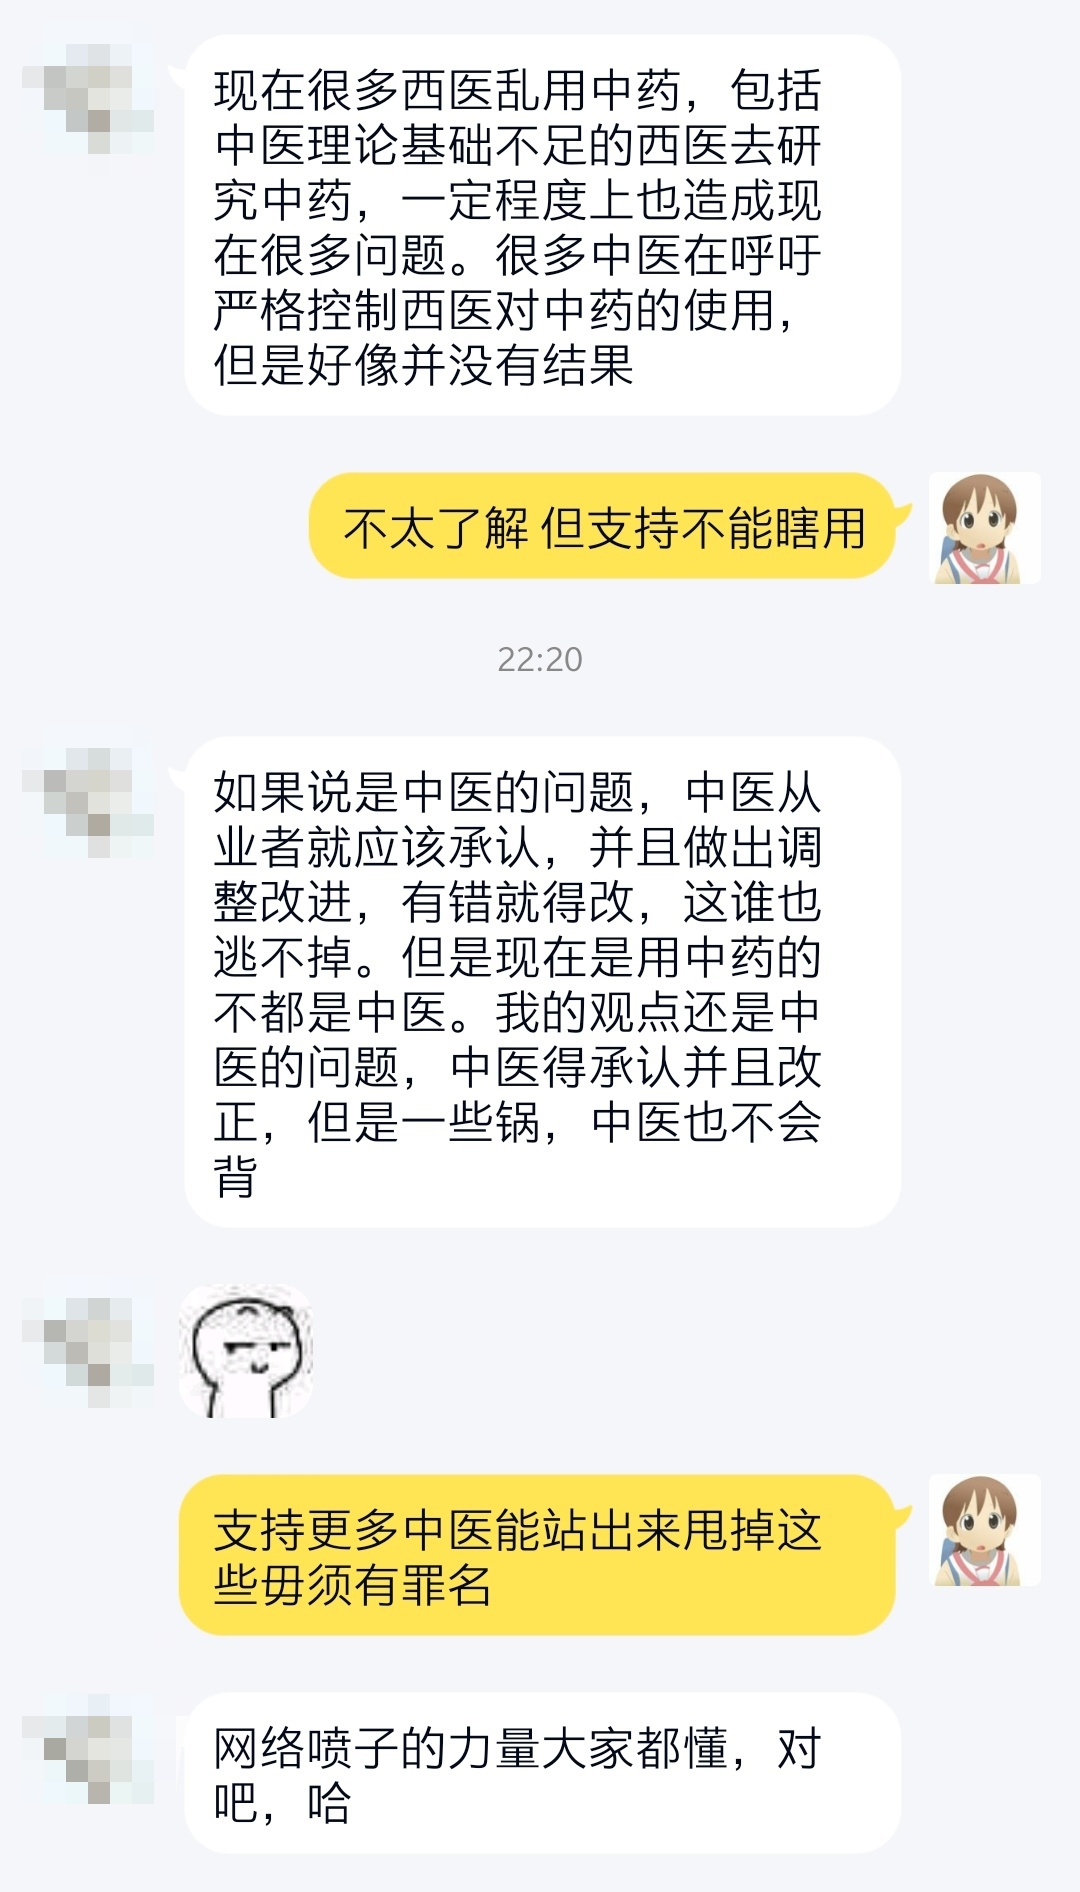 现在很多西医乱用中药，包括
中医理论基础不足的西医去研
究中药，一定程度上也造成现
在很多问题。很多中医在呼吁
严格控制西医对中药的使用，
但是好像并没有结果
不太了解 但支持不能瞎用
22:20
如果说是中医的问题，中医从
业者就应该承认，并且做出调
整改进，有错就得改，这谁也
逃不掉。但是现在是用中药的
不都是中医。我的观点还是中
医的问题，中医得承认并且改
正，但是一些锅，中医也不会
背
支持更多中医能站出来甩掉这
些毋须有罪名
网络喷子的力量大家都懂，对
吧，哈